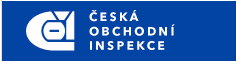 ČESKÁ
OBCHODNÍ
INSPEKCE